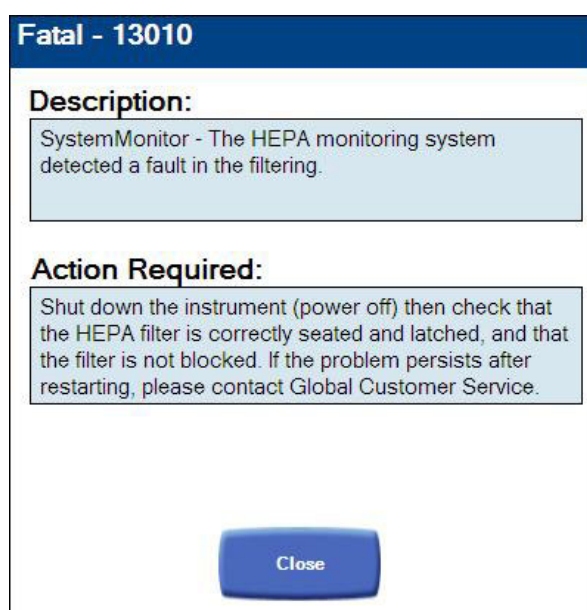 Fatal - 13010
Description:
SystemMonitor - The HEPA monitoring system
detected a fault in the filtering.
Action Required:
Shut down the instrument (power off) then check that
the HEPA filter is correctly seated and latched, and that
the filter is not blocked. If the problem persists after
restarting, please contact Global Customer Service.
Close